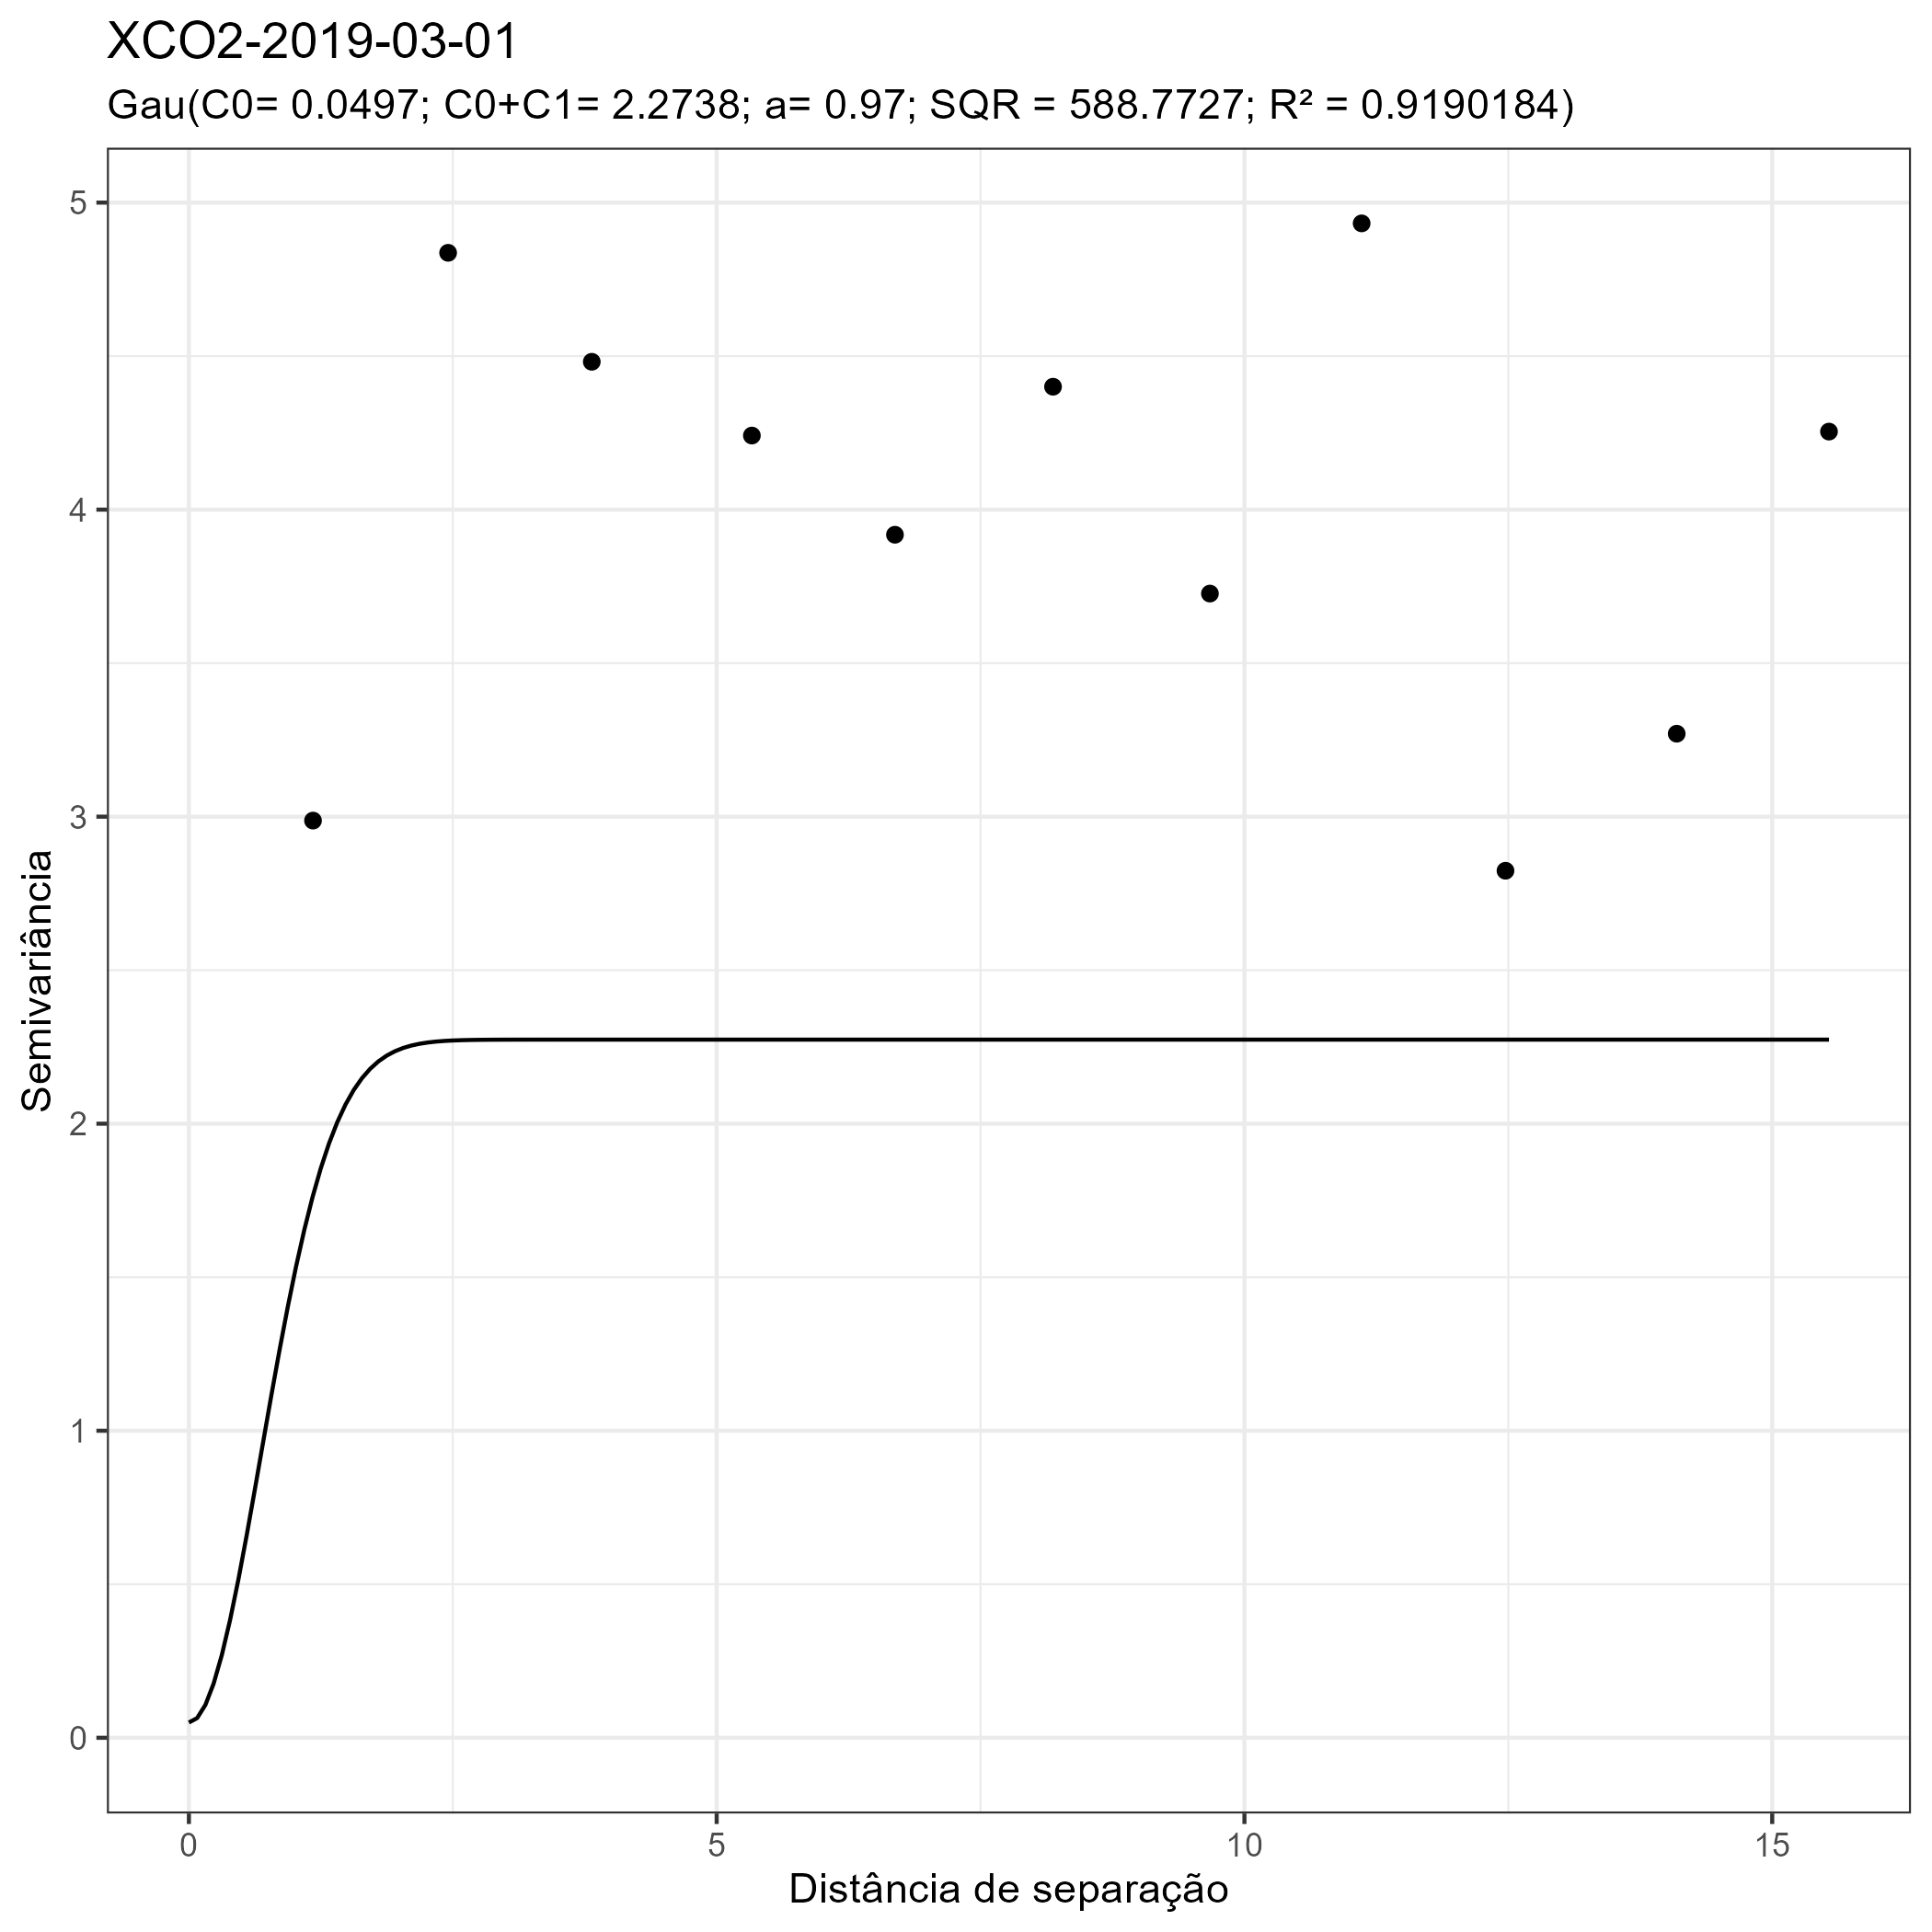 XCO2-2019-03-01
Gau(C0= 0.0497; C0+C1= 2.2738; a= 0.97; SQR = 588.7727; R² = 0.9190184)
5
4
3
2
1
0
Semivariância
0 5 10 15
Distância de separação